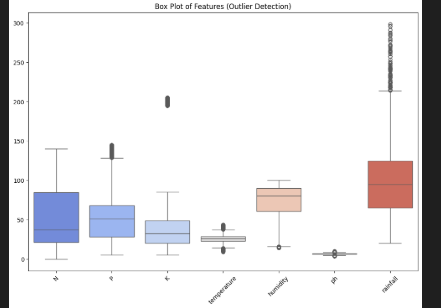 Box Plot of Features (Outlier Detection)
300
250
200
150
100
50
0
N
P
K
temperature
humidity
ph
rainfall